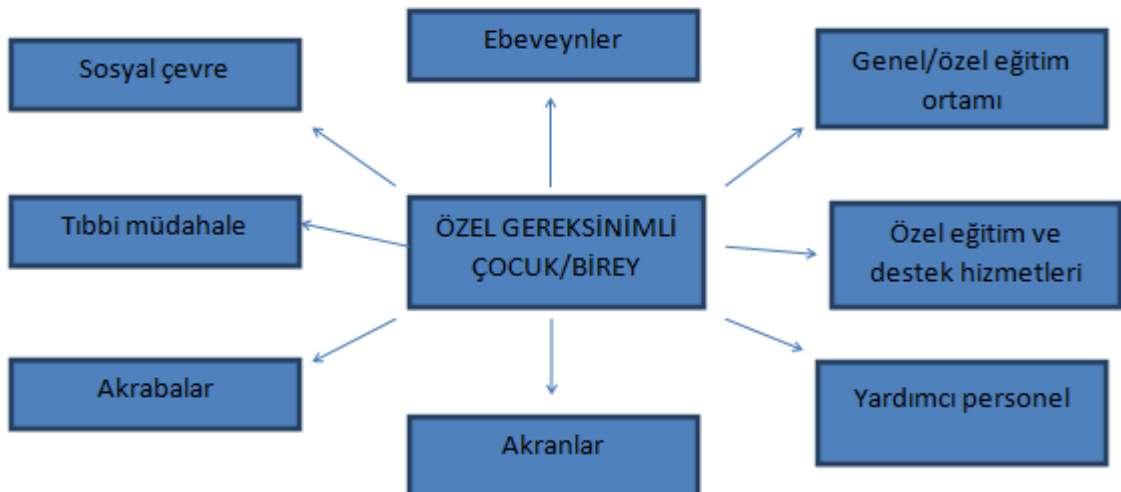 Ebeveynler
Sosyal çevre
Genel/özel eğitim
ortamı
Tıbbi müdahale
ÖZEL GEREKSİNİMLİ
ÇOCUK/BİREY
Özel eğitim ve
destek hizmetleri
Akrabalar
Akranlar
Yardımcı personel